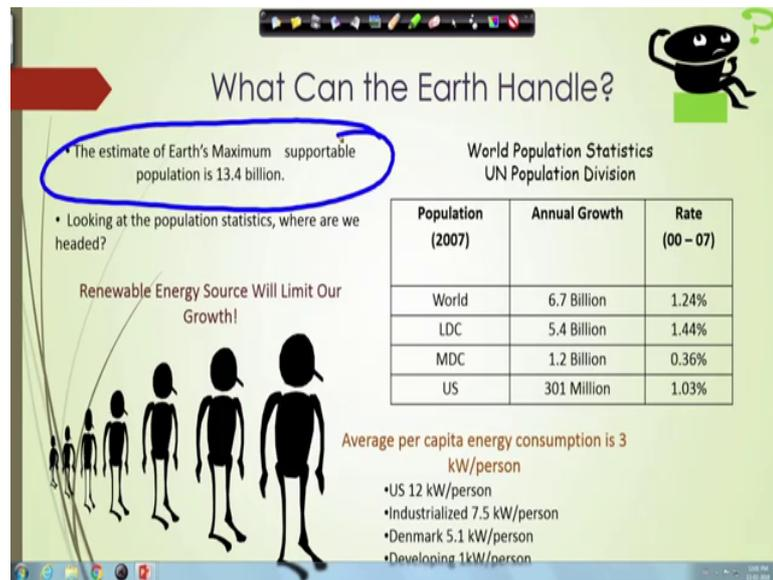 What Can the Earth Handle?
• The estimate of Earth's Maximum supportable
population is 13.4 billion.
• Looking at the population statistics, where are we
headed?
Renewable Energy Source Will Limit Our
Growth!
World Population Statistics
UN Population Division
Population
(2007)
Annual Growth
Rate
(00 – 07)
World 6.7 Billion 1.24%
LDC 5.4 Billion 1.44%
MDC 1.2 Billion 0.36%
US 301 Million 1.03%
Average per capita energy consumption is 3
kW/person
•US 12 kW/person
•Industrialized 7.5 kW/person
•Denmark 5.1 kW/person
•Developing 1kW/person